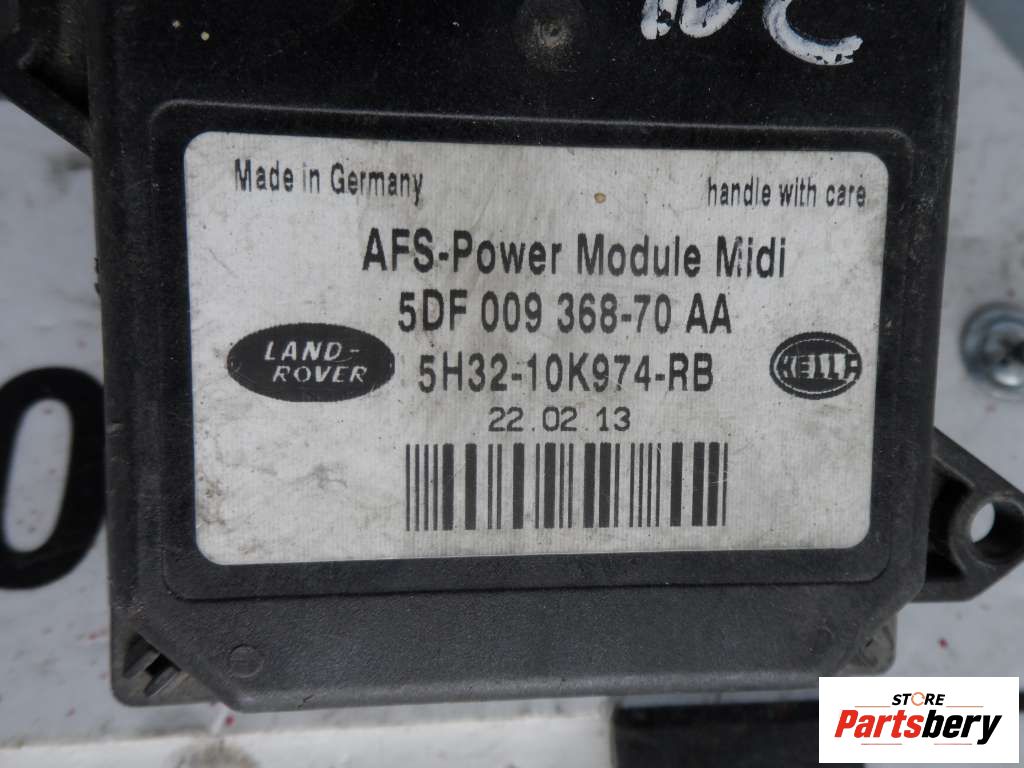 Made in Germany
handle with care
AFS-Power Module Midi
5DF 009 368-70 AA
LAND-
ROVER
5H32-10K974-RB
HELLA
22.02.13
0
STORE
Partsbery